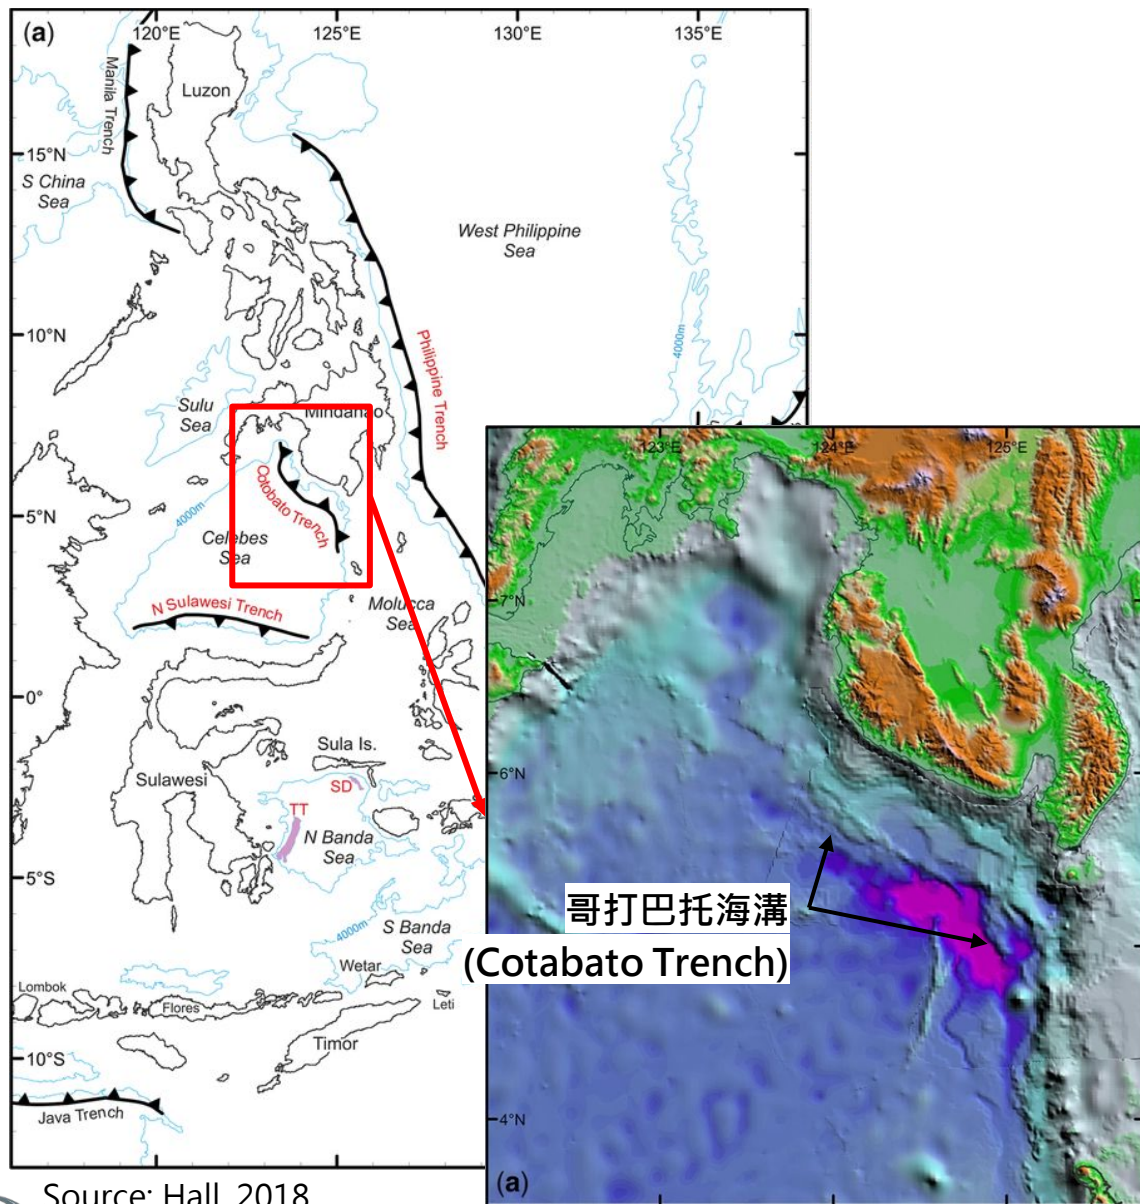 (a)
120°E
125°E
130°E
135°E
Manila Trench
Luzon
15°N
S China
Sea
West Philippine
Sea
10°N
4000m
Philippine Trench
Sulu
Sea
Mindanao
Cotobato Trench
4000m
5°N
Celebes
Sea
N Sulawesi Trench
Molucca
Sea
0°
Sula Is.
Sulawesi
SD
TT
N Banda
Sea
5°S
4000m
S Banda
Sea
Wetar
Lombok
Flores
Leti
Timor
10°S
Java Trench
Source: Hall, 2018
123°E
124°E
125°E
7°N
6°N
哥打巴托海溝
(Cotabato Trench)
4°N
(a)